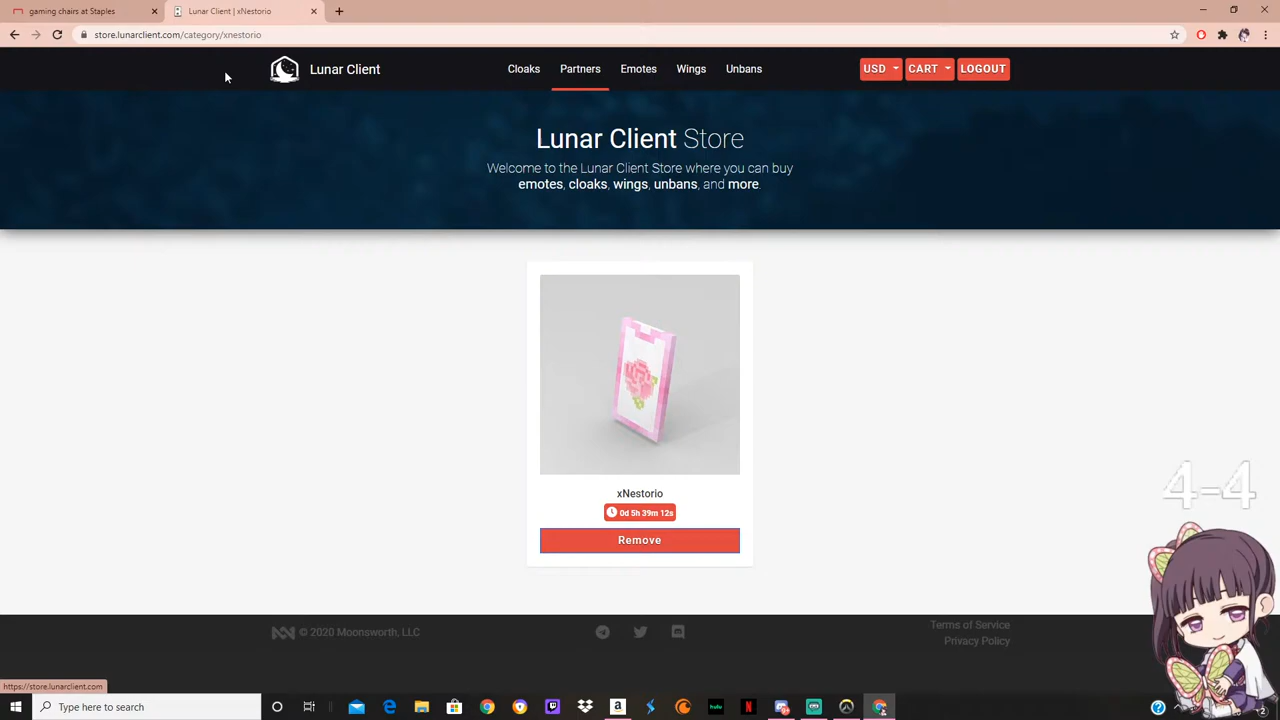 gaming chairs at Staples
Lunar Client | xNestorio
store.lunarclient.com/category/xnestorio
Lunar Client
Cloaks
Partners
Emotes
Wings
Unbans
USD
CART
LOGOUT
Lunar Client Store
Welcome to the Lunar Client Store where you can buy
emotes, cloaks, wings, unbans, and more.
xNestorio
0d 5h 39m 12s
Remove
4-4
© 2020 Moonsworth, LLC
Terms of Service
Privacy Policy
https://store.lunarclient.com
Type here to search
hulu